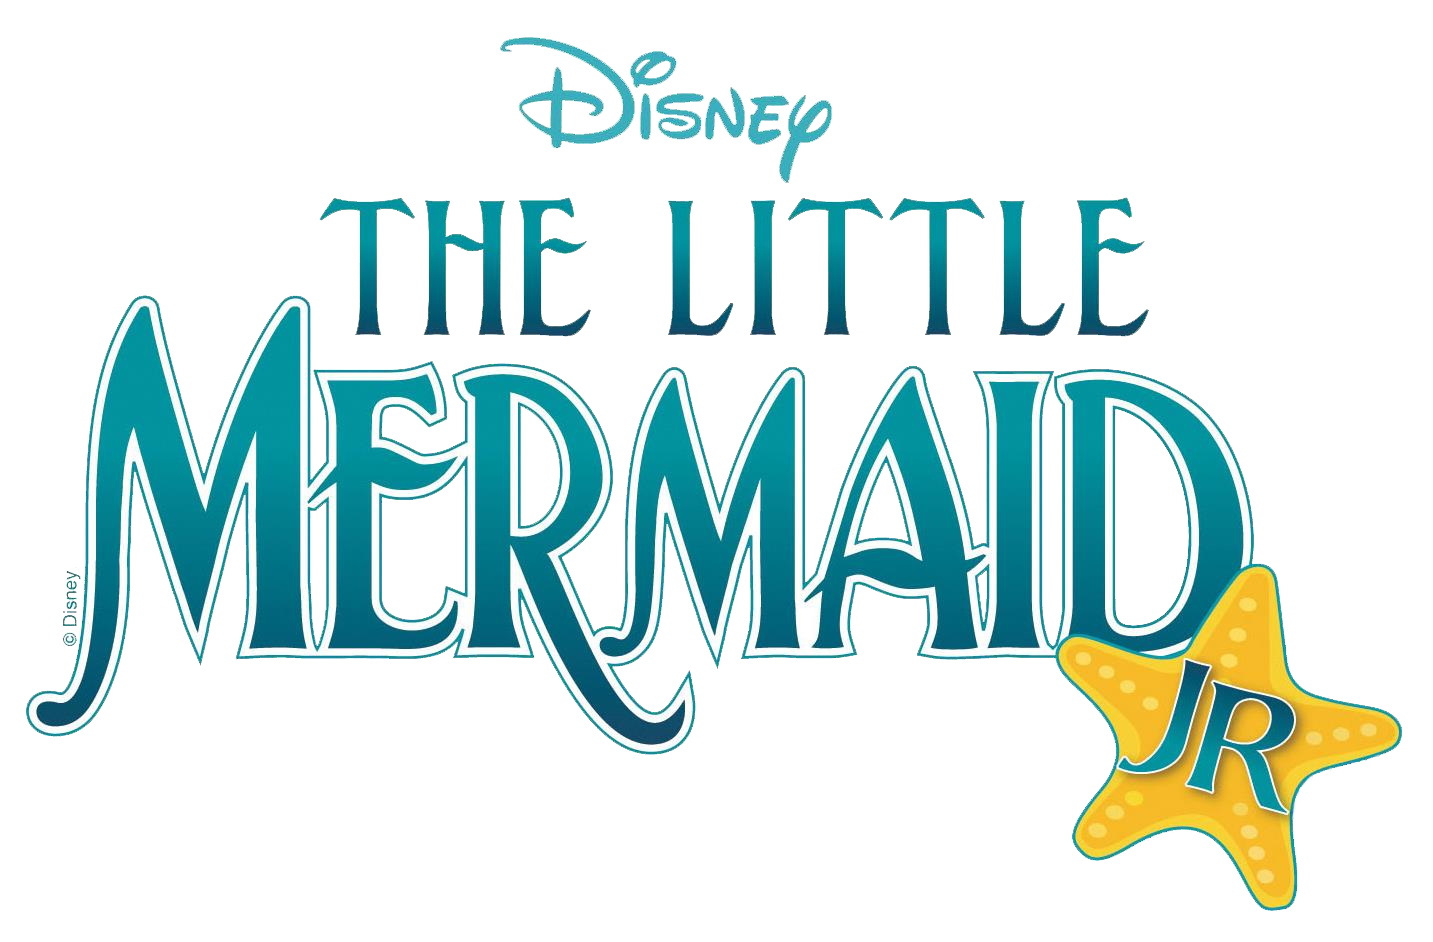 Disney
THE LITTLE
MERMAID
JR
© Disney